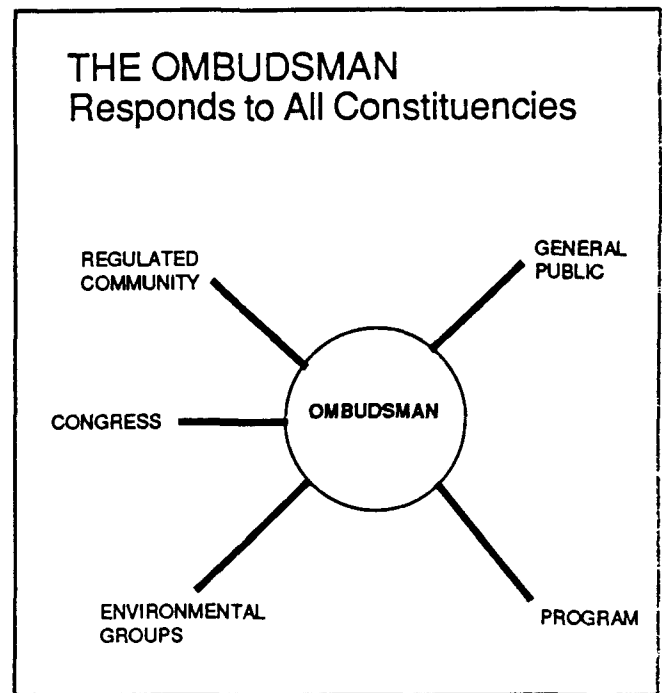 THE OMBUDSMAN
Responds to All Constituencies
REGULATED
COMMUNITY
GENERAL
PUBLIC
CONGRESS
OMBUDSMAN
ENVIRONMENTAL
GROUPS
PROGRAM